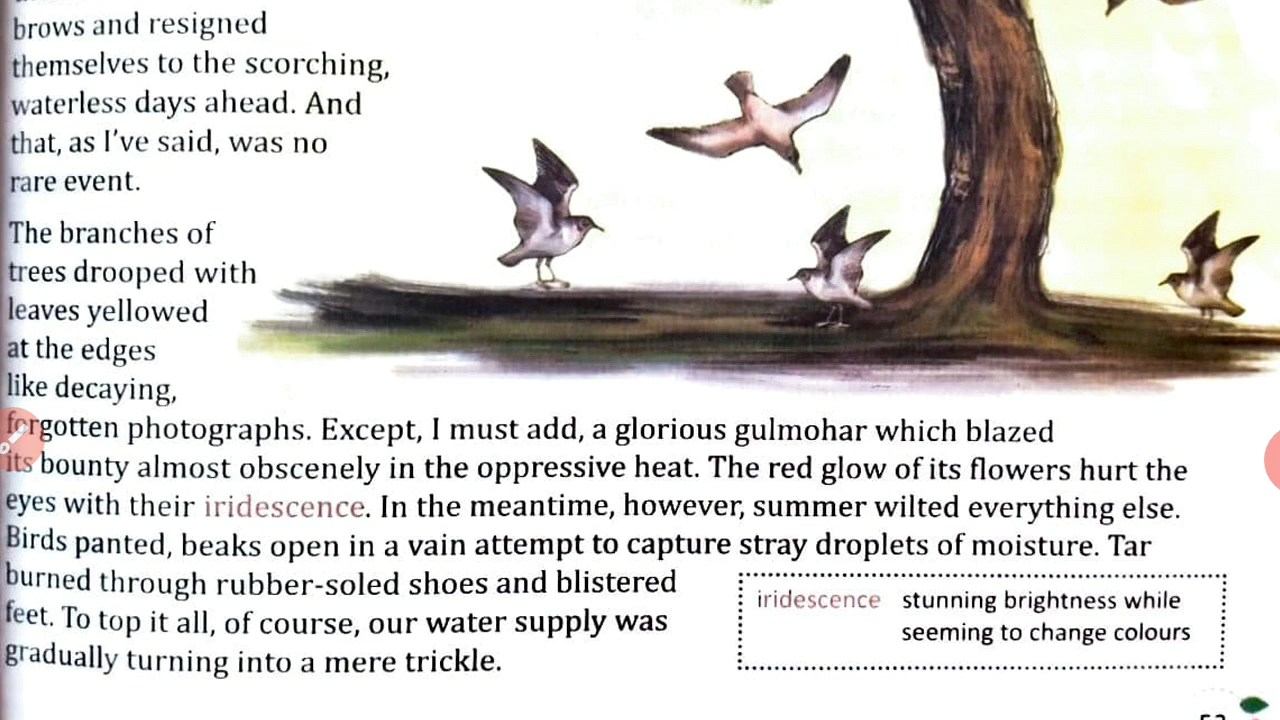 brows and resigned
themselves to the scorching,
waterless days ahead. And
that, as I've said, was no
rare event.
The branches of
trees drooped with
leaves yellowed
at the edges
like decaying,
forgotten photographs. Except, I must add, a glorious gulmohar which blazed
its bounty almost obscenely in the oppressive heat. The red glow of its flowers hurt the
eyes with their iridescence. In the meantime, however, summer wilted everything else.
Birds panted, beaks open in a vain attempt to capture stray droplets of moisture. Tar
burned through rubber-soled shoes and blistered
feet. To top it all, of course, our water supply was
gradually turning into a mere trickle.
iridescence stunning brightness while
seeming to change colours